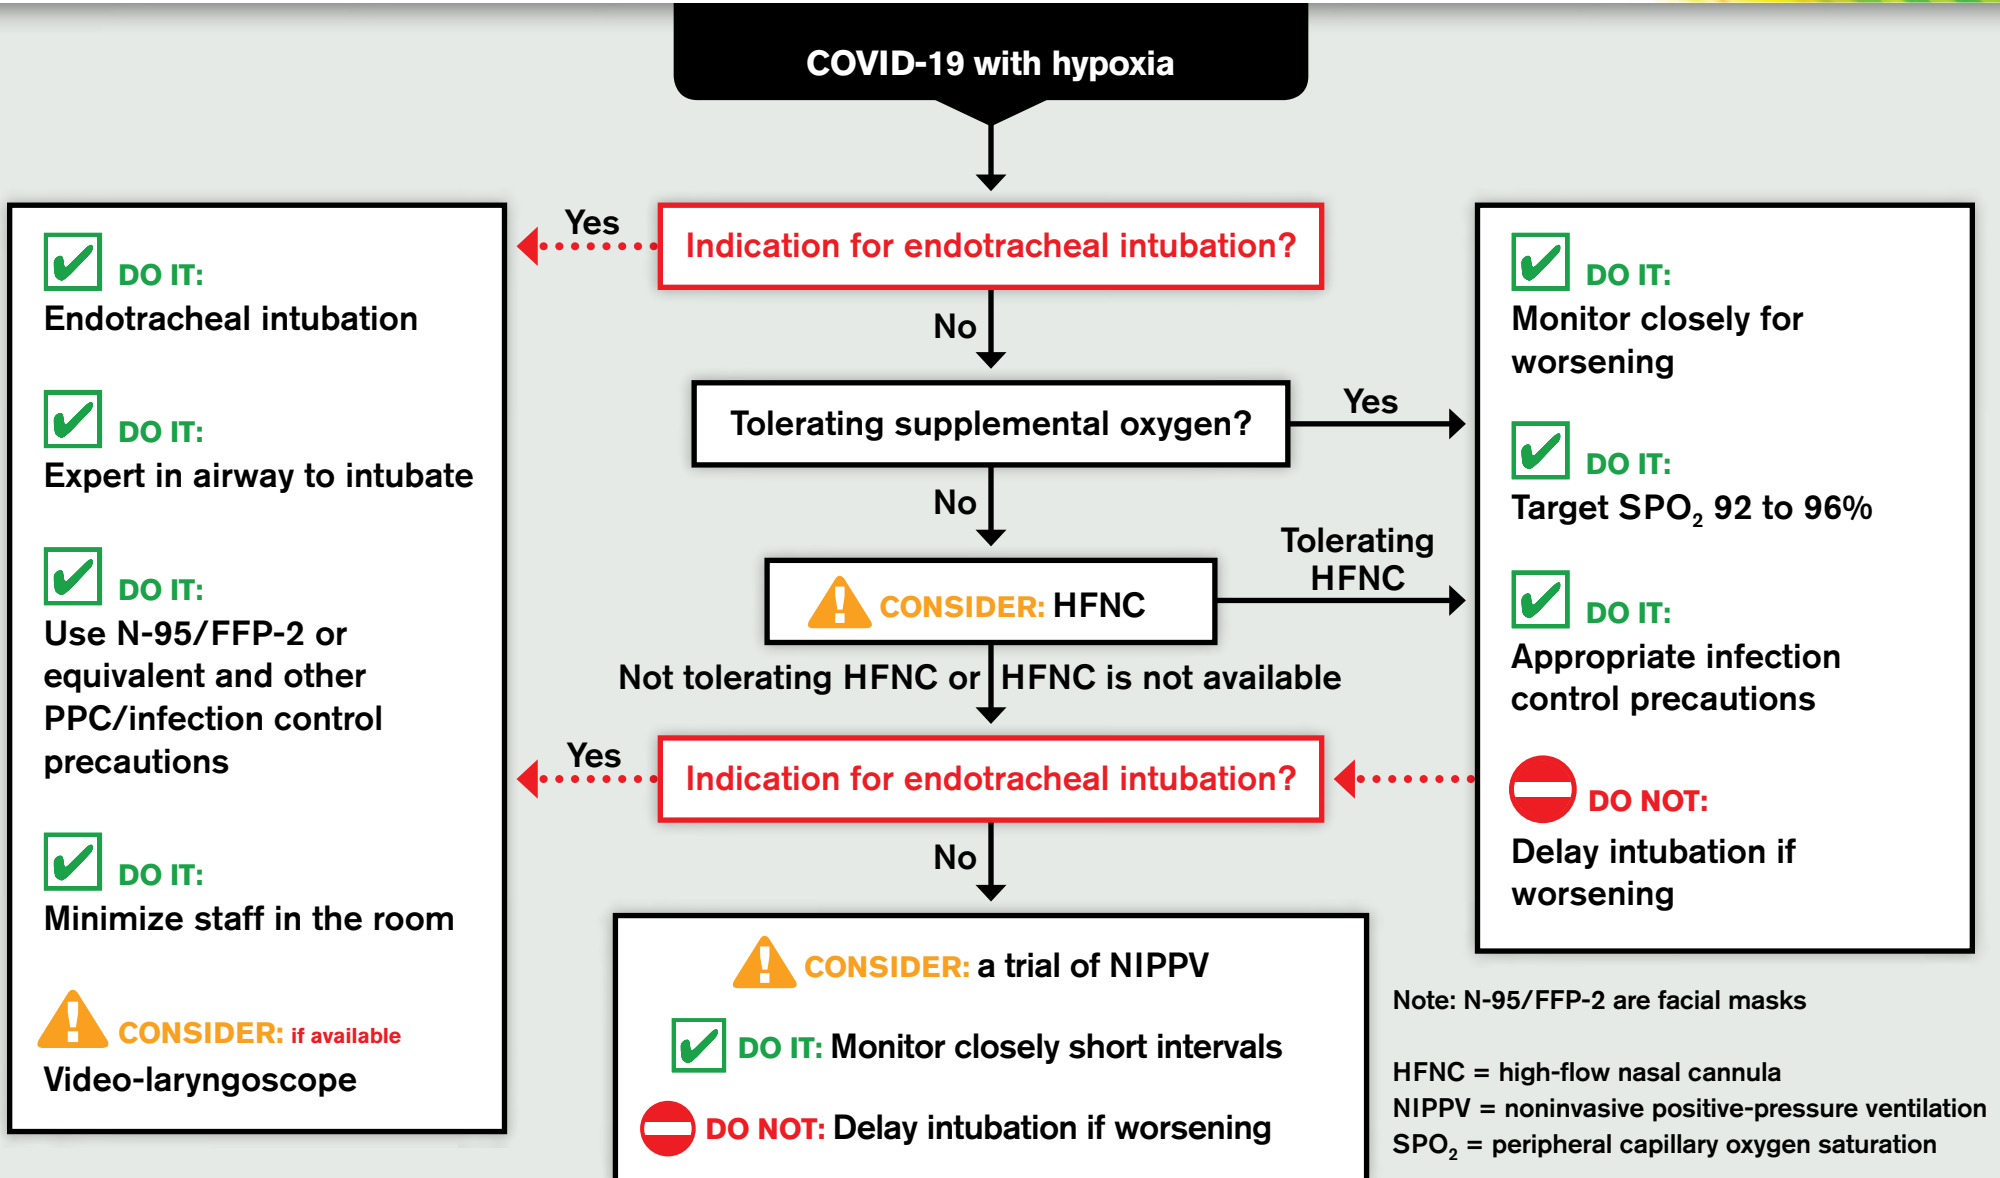 COVID-19 with hypoxia
Yes
Indication for endotracheal intubation?
No
Tolerating supplemental oxygen?
Yes
No
CONSIDER: HFNC
Tolerating
HFNC
Not tolerating HFNC or HFNC is not available
Yes
Indication for endotracheal intubation?
No
CONSIDER: a trial of NIPPV
DO IT: Monitor closely short intervals
DO NOT: Delay intubation if worsening
DO IT:
Endotracheal intubation
DO IT:
Expert in airway to intubate
DO IT:
Use N-95/FFP-2 or
equivalent and other
PPC/infection control
precautions
DO IT:
Minimize staff in the room
CONSIDER: if available
Video-laryngoscope
DO IT:
Monitor closely for
worsening
DO IT:
Target SPO₂ 92 to 96%
DO IT:
Appropriate infection
control precautions
DO NOT:
Delay intubation if
worsening
Note: N-95/FFP-2 are facial masks
HFNC = high-flow nasal cannula
NIPPV = noninvasive positive-pressure ventilation
SPO₂ = peripheral capillary oxygen saturation